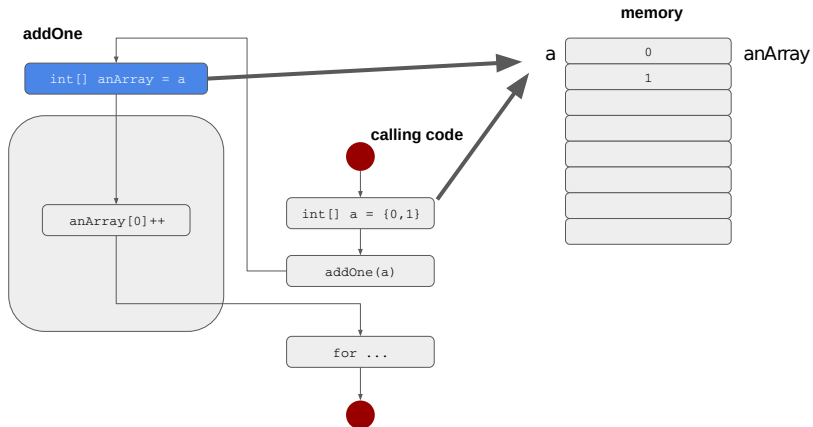 memory
addOne
a
0
anArray
int[] anArray = a
1
calling code
int[] a = {0,1}
anArray[0]++
addOne(a)
for ...